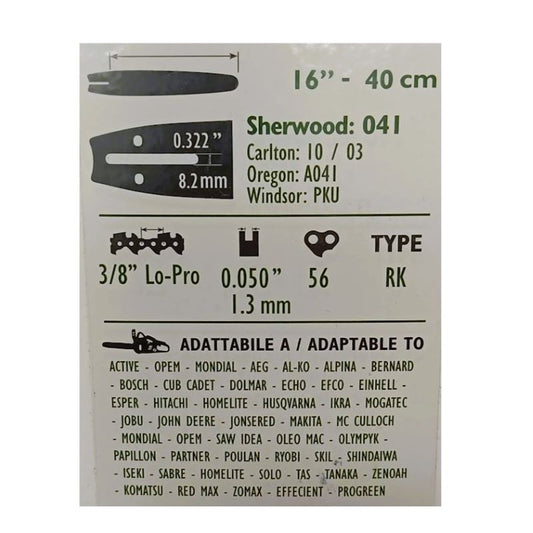 16” - 40 cm
0.322 ”
8.2 mm
Sherwood: 041
Carlton: 10 / 03
Oregon: A041
Windsor: PKU
TYPE
3/8” Lo-Pro 0.050” 56 RK
1.3 mm
ADATTABILE A / ADAPTABLE TO
ACTIVE - OPEM - MONDIAL - AEG - AL-KO - ALPINA - BERNARD
- BOSCH - CUB CADET - DOLMAR - ECHO - EFCO - EINHELL -
ESPER - HITACHI - HOMELITE - HUSQVARNA - IKRA - MOGATEC
- JOBU - JOHN DEERE - JONSERED - MAKITA - MC CULLOCH
- MONDIAL - OPEM - SAW IDEA - OLEO MAC - OLYMPYK -
PAPILLON - PARTNER - POULAN - RYOBI - SKIL - SHINDAIWA
- ISEKI - SABRE - HOMELITE - SOLO - TAS - TANAKA - ZENOAH
- KOMATSU - RED MAX - ZOMAX - EFFECIENT - PROGREEN